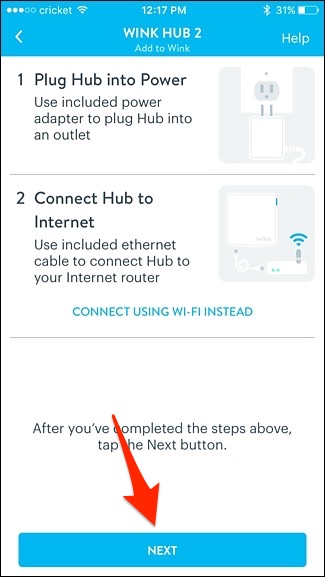 cricket 12:17 PM 31%
WINK HUB 2
Add to Wink
Help
1 Plug Hub into Power
Use included power
adapter to plug Hub into
an outlet
2 Connect Hub to
Internet
Use included ethernet
cable to connect Hub to
your Internet router
wink
CONNECT USING WI-FI INSTEAD
After you've completed the steps above,
tap the Next button.
NEXT